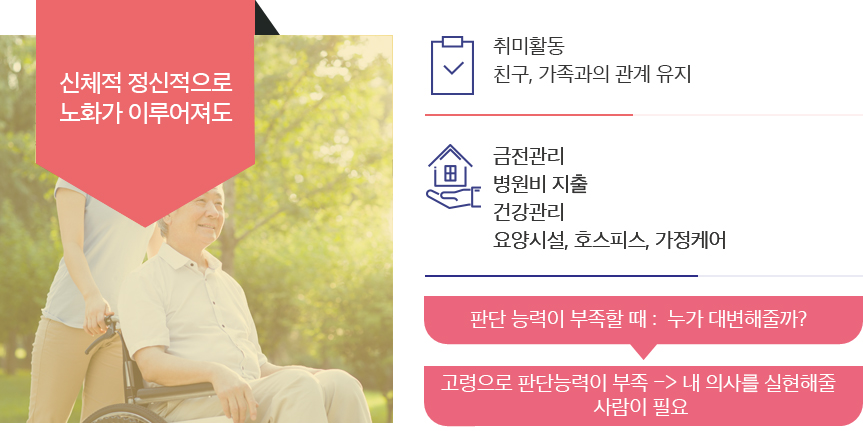 신체적 정신적으로
노화가 이루어져도
취미활동
친구, 가족과의 관계 유지
금전관리
병원비 지출
건강관리
요양시설, 호스피스, 가정케어
판단 능력이 부족할 때 : 누가 대변해줄까?
고령으로 판단능력이 부족 -> 내 의사를 실현해줄
사람이 필요